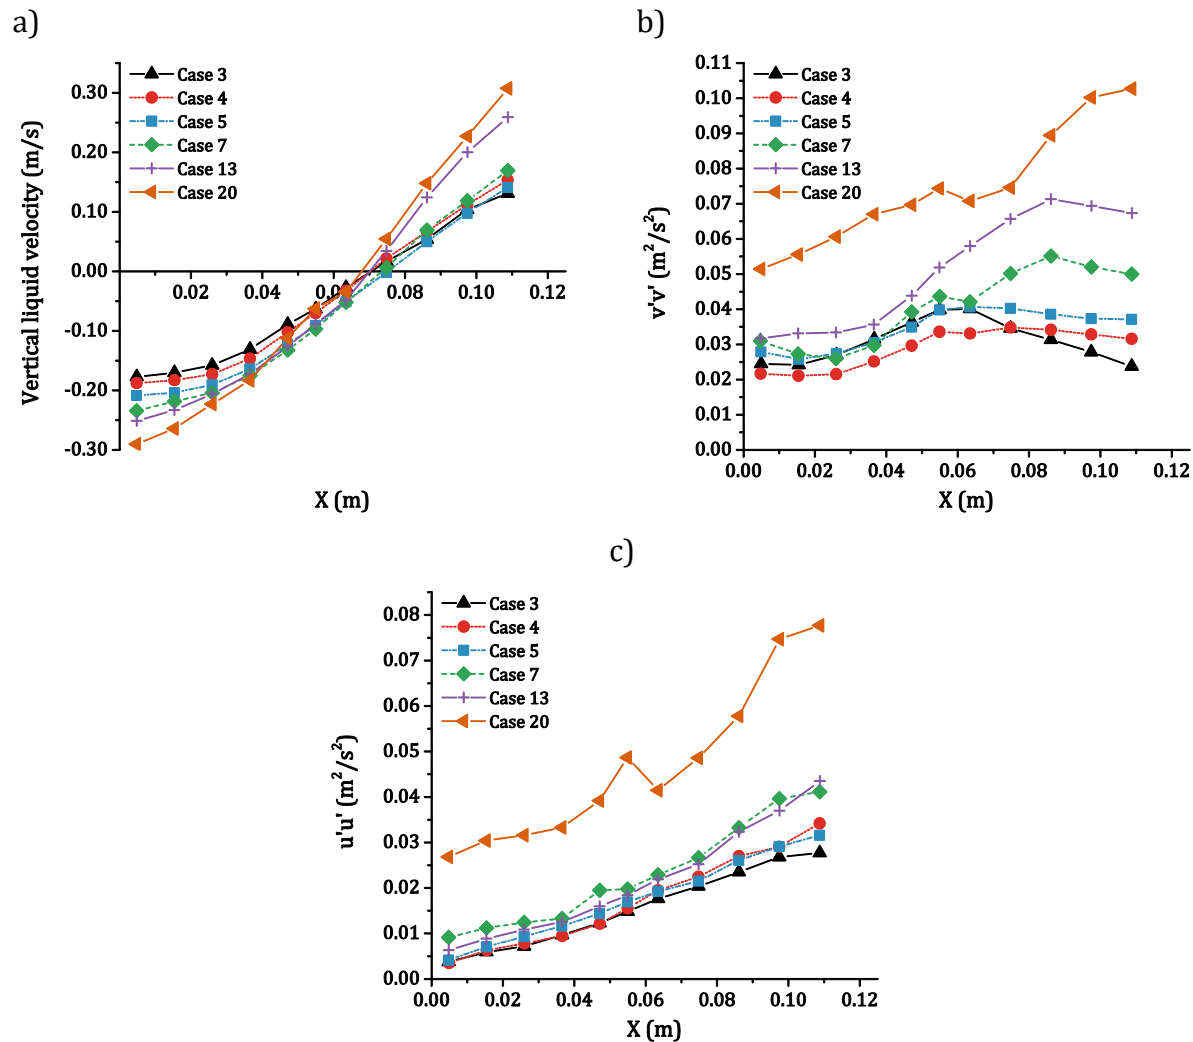 a)
Case 3
Case 4
Case 5
Case 7
Case 13
Case 20
0.30
0.20
0.10
0.00
-0.10
-0.20
-0.30
0.02 0.04 0.06 0.08 0.10 0.12
Vertical liquid velocity (m/s)
X (m)
b)
Case 3
Case 4
Case 5
Case 7
Case 13
Case 20
0.11
0.10
0.09
0.08
0.07
0.06
0.05
0.04
0.03
0.02
0.01
0.00
0.00 0.02 0.04 0.06 0.08 0.10 0.12
v'v' (m²/s²)
X (m)
c)
Case 3
Case 4
Case 5
Case 7
Case 13
Case 20
0.08
0.07
0.06
0.05
0.04
0.03
0.02
0.01
0.00
0.00 0.02 0.04 0.06 0.08 0.10 0.12
u'u' (m²/s²)
X (m)